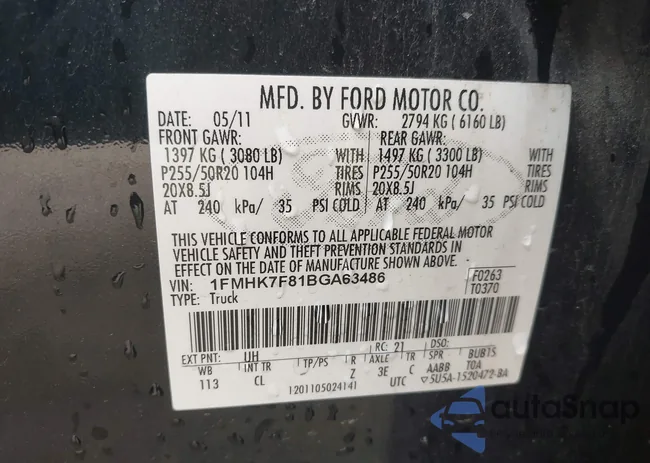 MFD. BY FORD MOTOR CO.
DATE: 05/11 GVWR: 2794 KG ( 6160 LB)
FRONT GAWR: REAR GAWR:
1397 KG ( 3080 LB) WITH 1497 KG ( 3300 LB) WITH
P255/50R20 104H TIRES P255/50R20 104H TIRES
20X8.5J RIMS 20X8.5J RIMS
AT 240 kPa/ 35 PSI COLD AT 240 kPa/ 35 PSI COLD
THIS VEHICLE CONFORMS TO ALL APPLICABLE FEDERAL MOTOR
VEHICLE SAFETY AND THEFT PREVENTION STANDARDS IN
EFFECT ON THE DATE OF MANUFACTURE SHOWN ABOVE.
VIN: 1FMHK7F81BGA63486 F0263
TYPE: Truck T0370
EXT PNT: UH RC: 21 DSO:
WB INT TR TP/PS R AXLE TR SPR BUBTS
113 CL Z 3E C AABB TOA
1201105024141 UTC 5U5A-1520472-BA
autoSnap